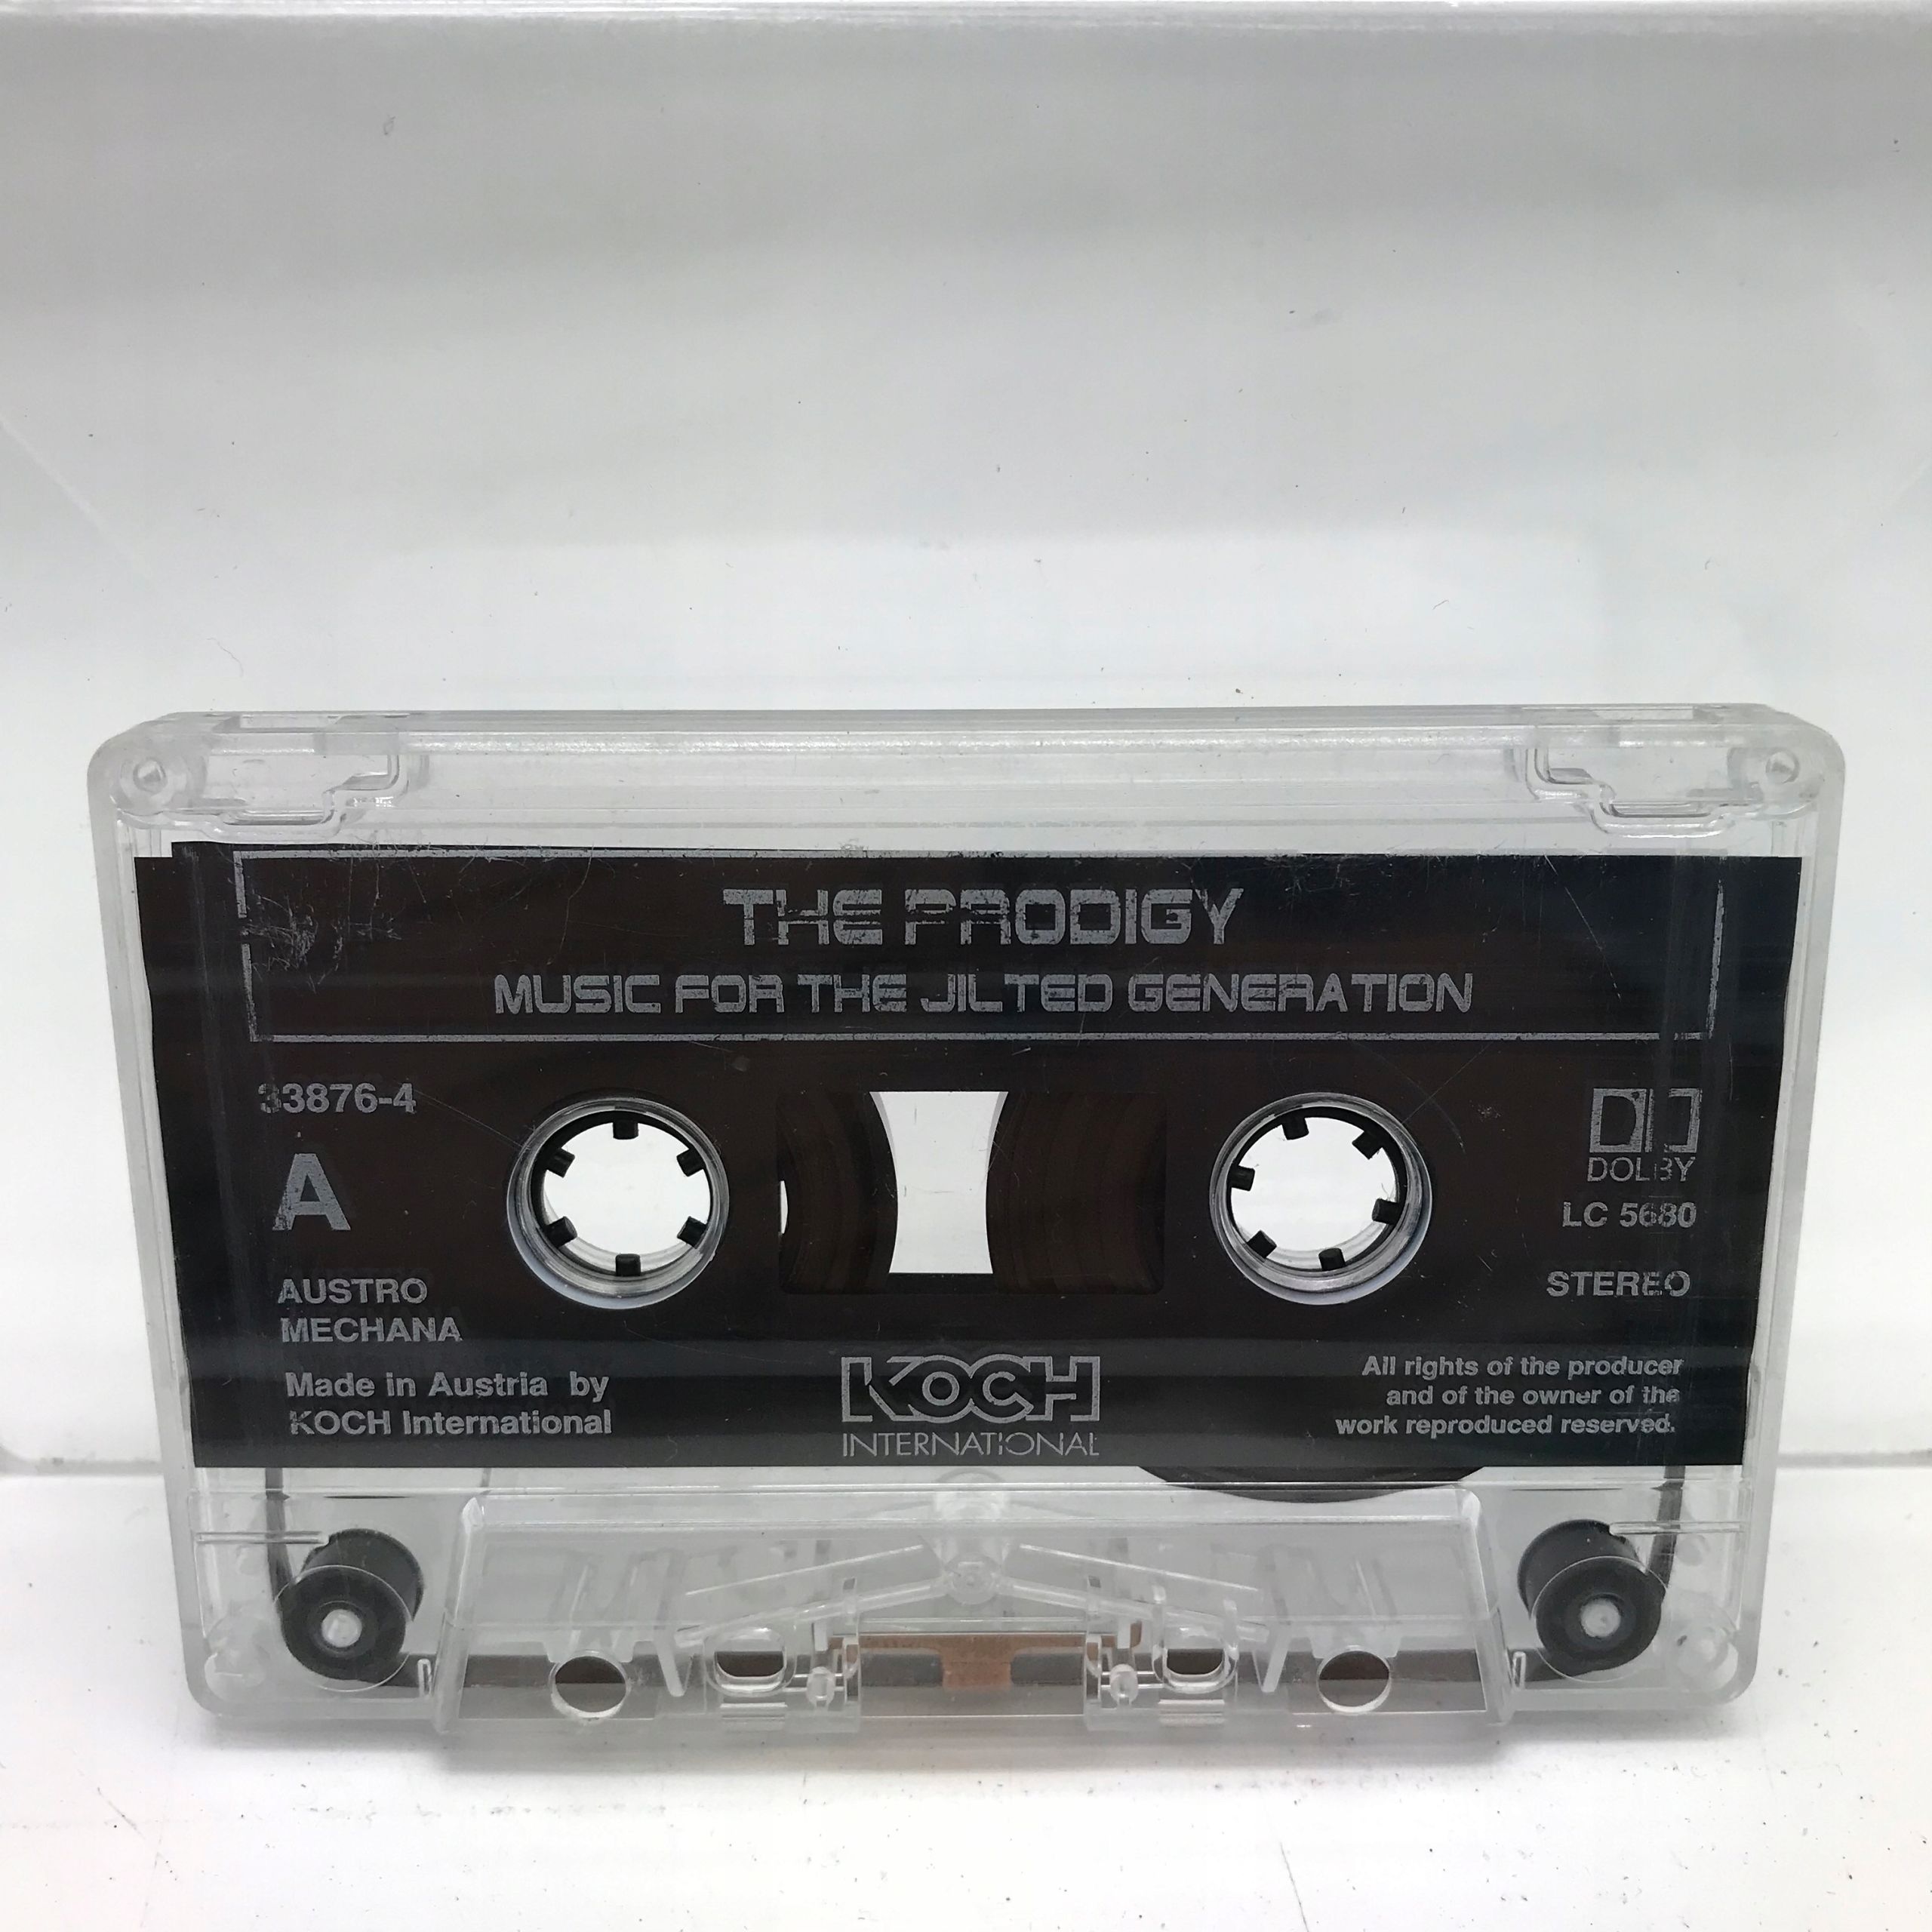 THE PRODIGY
MUSIC FOR THE JILTED GENERATION
33876-4
A
DOLBY
LC 5680
STEREO
AUSTRO
MECHANA
Made in Austria by
KOCH International
KOCH
INTERNATIONAL
All rights of the producer
and of the owner of the
work reproduced reserved.